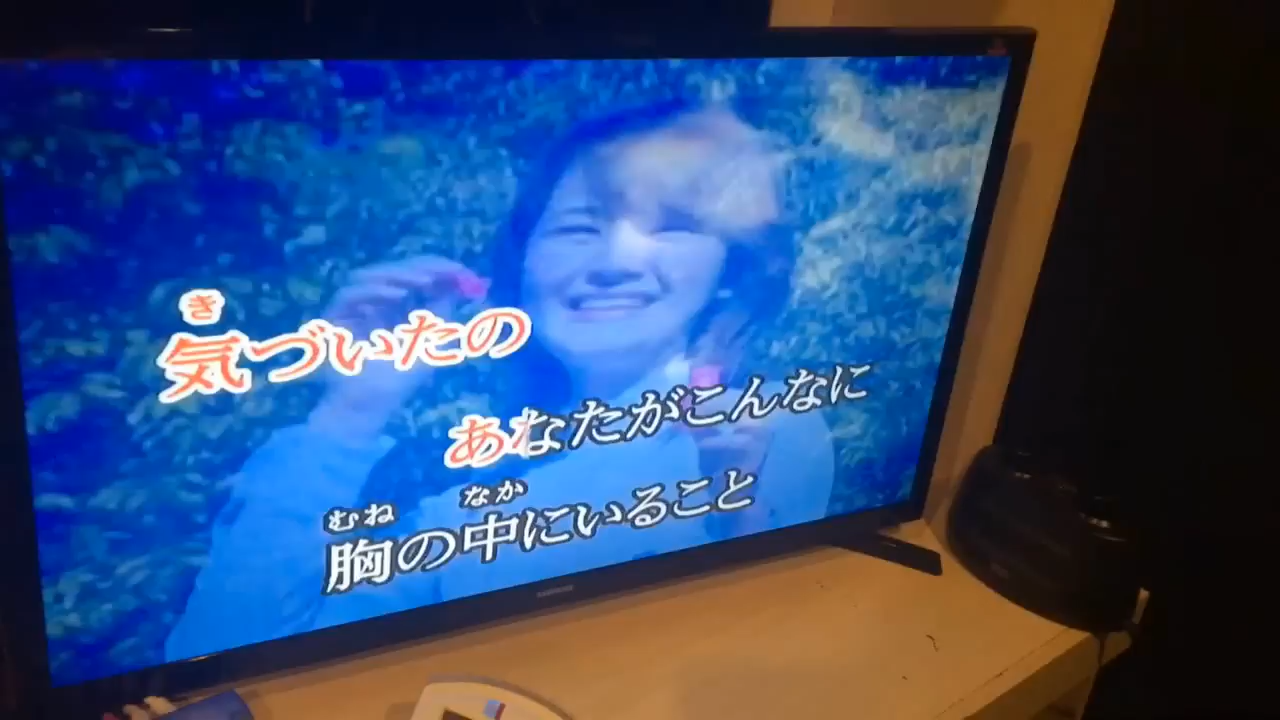 き
気づいたの
あなたがこんなに
むね なか
胸の中にいること
SAMSUNG